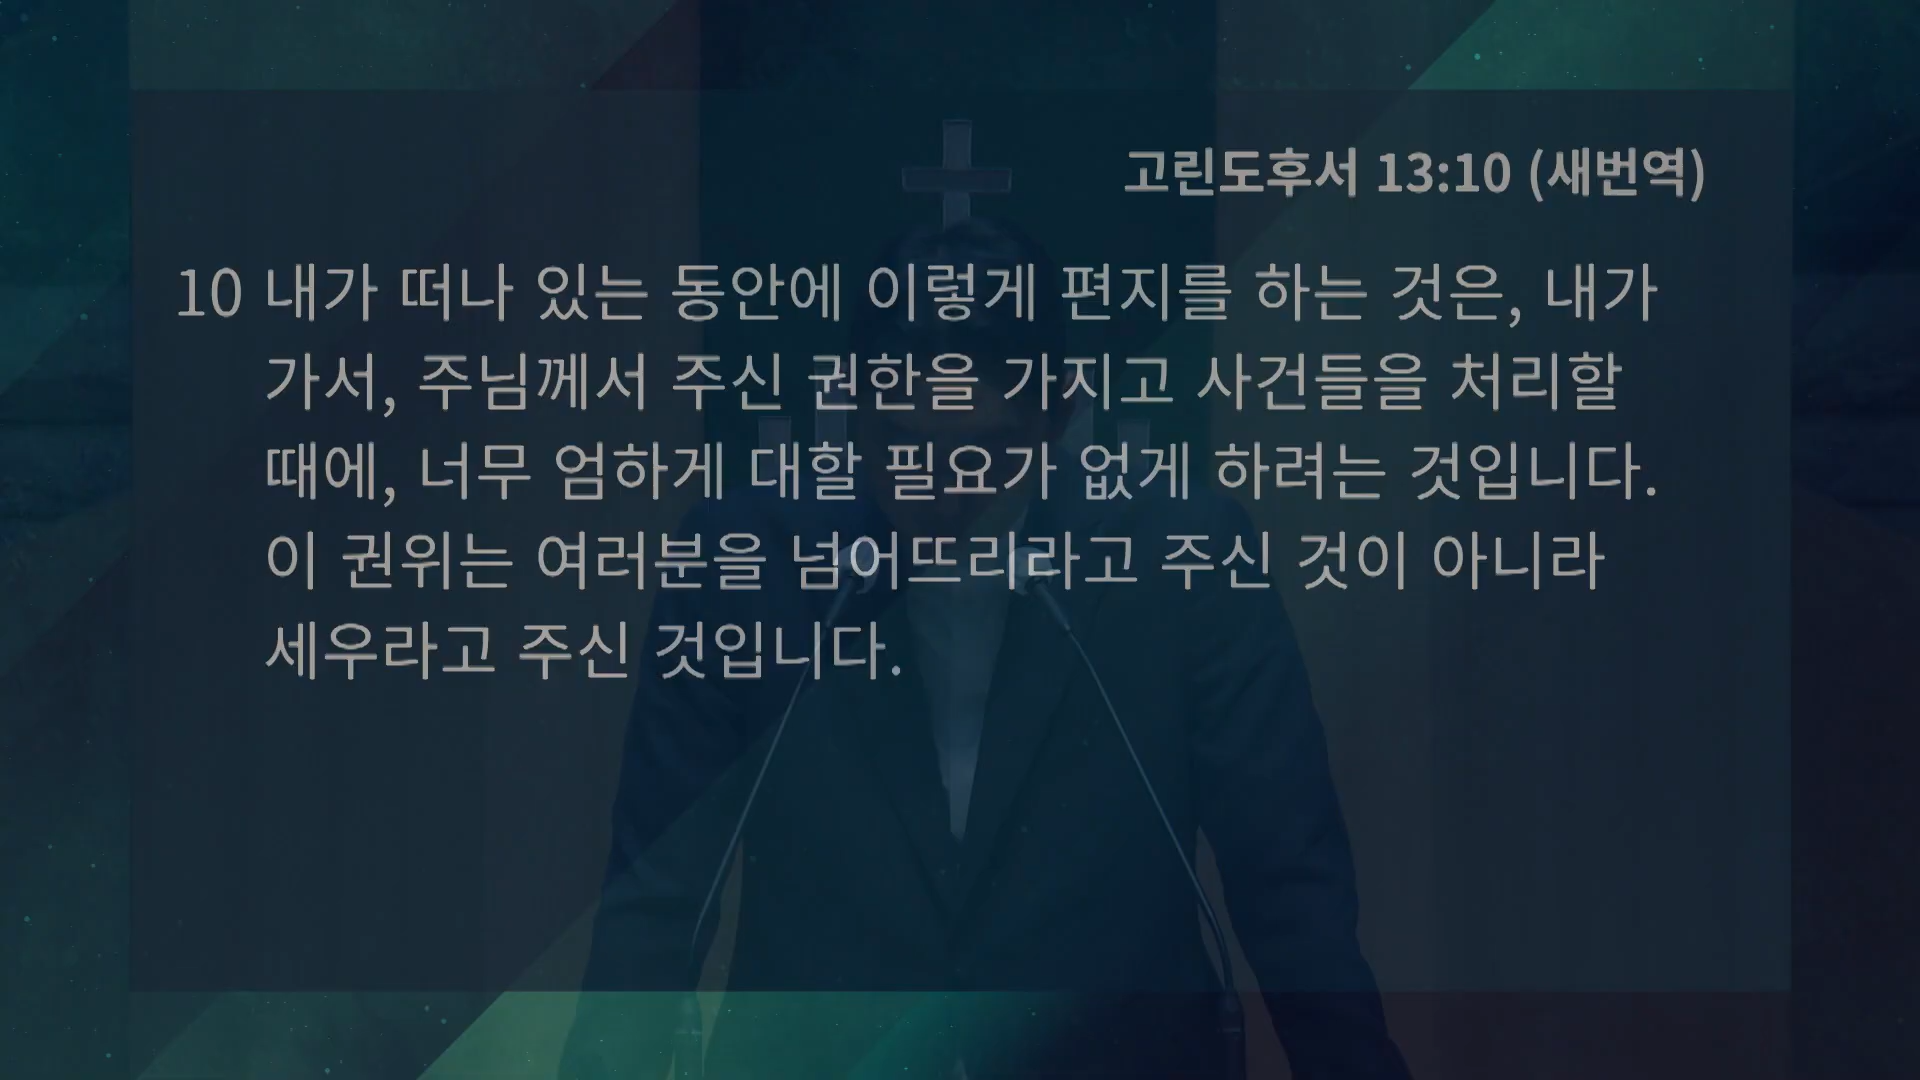 고린도후서 13:10 (새번역)
10 내가 떠나 있는 동안에 이렇게 편지를 하는 것은, 내가
가서, 주님께서 주신 권한을 가지고 사건들을 처리할
때에, 너무 엄하게 대할 필요가 없게 하려는 것입니다.
이 권위는 여러분을 넘어뜨리라고 주신 것이 아니라
세우라고 주신 것입니다.